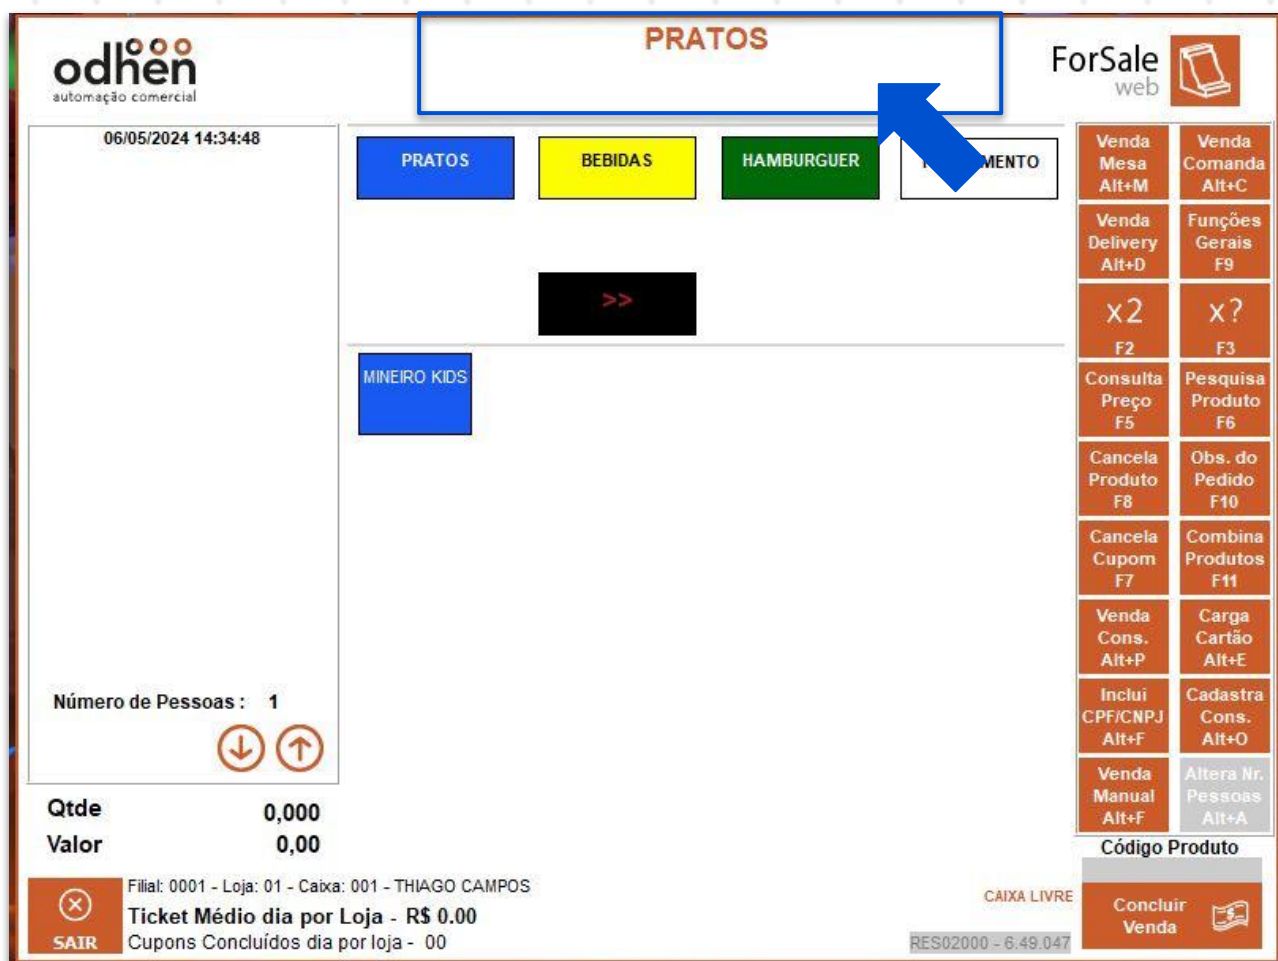 PRATOS
odhen
automação comercial
ForSale
web
06/05/2024 14:34:48
PRATOS
BEBIDAS
HAMBURGUER
MENTO
>>
MINEIRO KIDS
Número de Pessoas : 1
Qtde 0,000
Valor 0,00
Venda
Mesa
Alt+M
Venda
Comanda
Alt+C
Venda
Delivery
Alt+D
Funções
Gerais
F9
x2
F2
x?
F3
Consulta
Preço
F5
Pesquisa
Produto
F6
Cancela
Produto
F8
Obs. do
Pedido
F10
Cancela
Cupom
F7
Combina
Produtos
F11
Venda
Cons.
Alt+P
Carga
Cartão
Alt+E
Inclui
CPF/CNPJ
Alt+F
Cadastra
Cons.
Alt+O
Venda
Manual
Alt+F
Altera Nr.
Pessoas
Alt+A
Código Produto
SAIR
Filial: 0001 - Loja: 01 - Caixa: 001 - THIAGO CAMPOS
Ticket Médio dia por Loja - R$ 0.00
Cupons Concluídos dia por loja - 00
CAIXA LIVRE
RES02000 - 6.49.047
Concluir
Venda